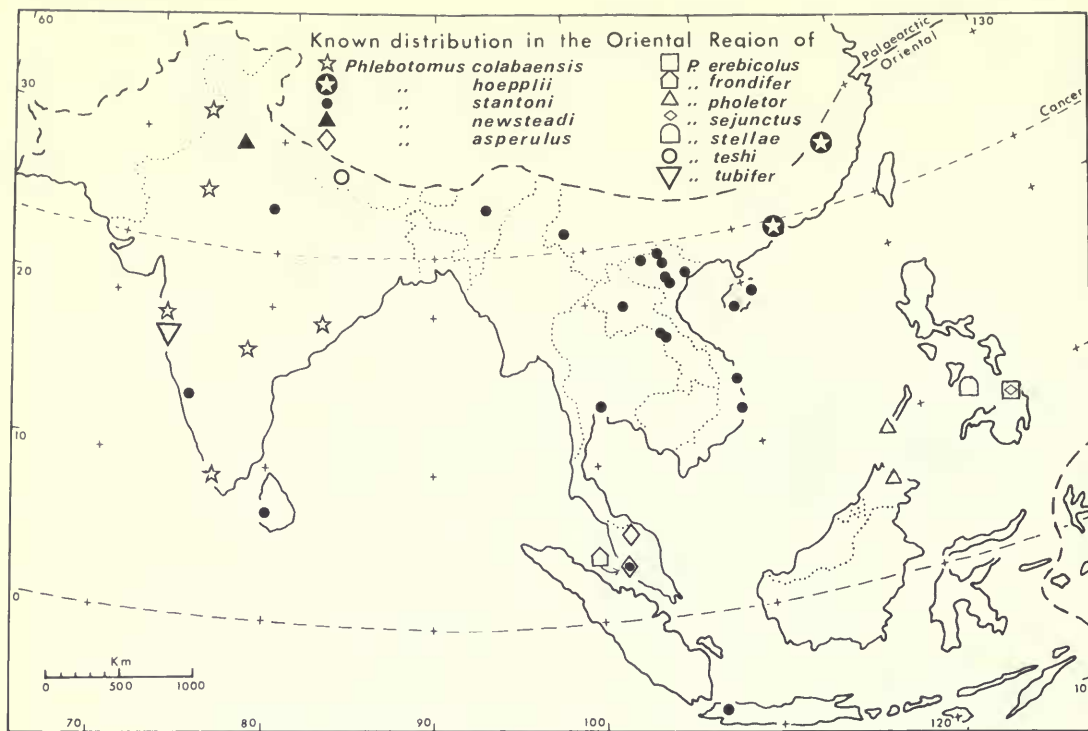 60
130
Palaearctic
Oriental
Known distribution in the Oriental Region of
Phlebotomus colabaensis
,, hoepplii
,, stantoni
,, newsteadi
,, asperulus
P. erebicolus
,, frondifer
,, pholetor
,, sejunctus
,, stellae
,, teshi
,, tubifer
30
Cancer
20
10
0
Km
0 500 1000
10
70 80 90 100 120